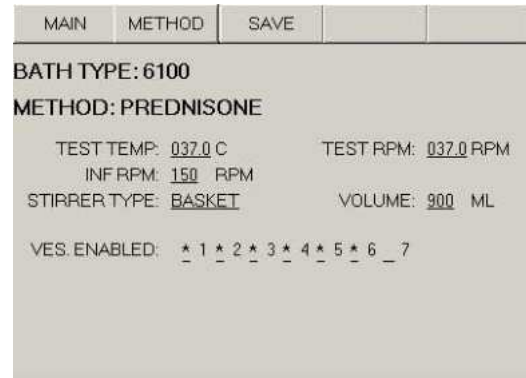 MAIN METHOD SAVE
BATH TYPE: 6100
METHOD: PREDNISONE
TEST TEMP: 037.0 C TEST RPM: 037.0 RPM
INF RPM: 150 RPM
STIRRER TYPE: BASKET VOLUME: 900 ML
VES. ENABLED: * 1 * 2 * 3 * 4 * 5 * 6 _ 7